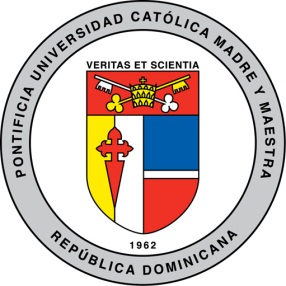 PONTIFICIA UNIVERSIDAD CATÓLICA MADRE Y MAESTRA
VERITAS ET SCIENTIA
1962
REPÚBLICA DOMINICANA